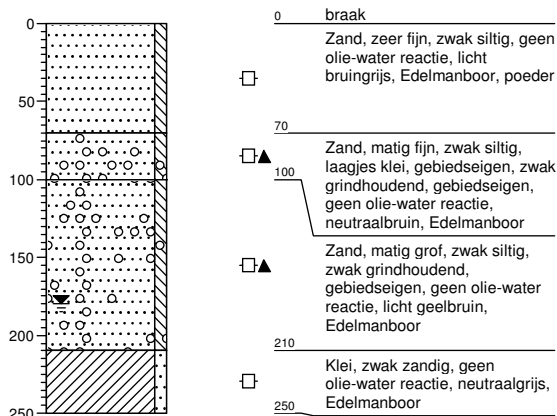 0
50
100
150
200
250
0 braak
Zand, zeer fijn, zwak siltig, geen
olie-water reactie, licht
bruingrijs, Edelmanboor, poeder
70
Zand, matig fijn, zwak siltig,
laagjes klei, gebiedseigen, zwak
100
grindhoudend, gebiedseigen,
geen olie-water reactie,
neutraalbruin, Edelmanboor
Zand, matig grof, zwak siltig,
zwak grindhoudend,
gebiedseigen, geen olie-water
reactie, licht geelbruin,
Edelmanboor
210
Klei, zwak zandig, geen
olie-water reactie, neutraalgrijs,
Edelmanboor
250